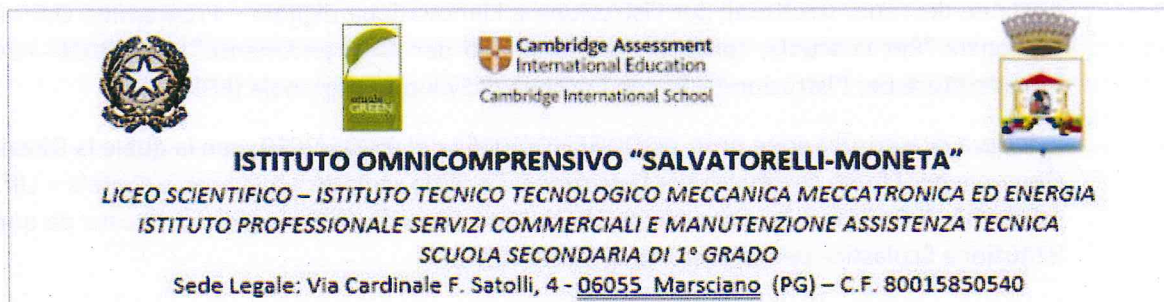 scuola
GREEN
Cambridge Assessment
International Education
Cambridge International School
ISTITUTO OMNICOMPRENSIVO "SALVATORELLI-MONETA"
LICEO SCIENTIFICO – ISTITUTO TECNICO TECNOLOGICO MECCANICA MECCATRONICA ED ENERGIA
ISTITUTO PROFESSIONALE SERVIZI COMMERCIALI E MANUTENZIONE ASSISTENZA TECNICA
SCUOLA SECONDARIA DI 1° GRADO
Sede Legale: Via Cardinale F. Satolli, 4 - 06055 Marsciano (PG) – C.F. 80015850540